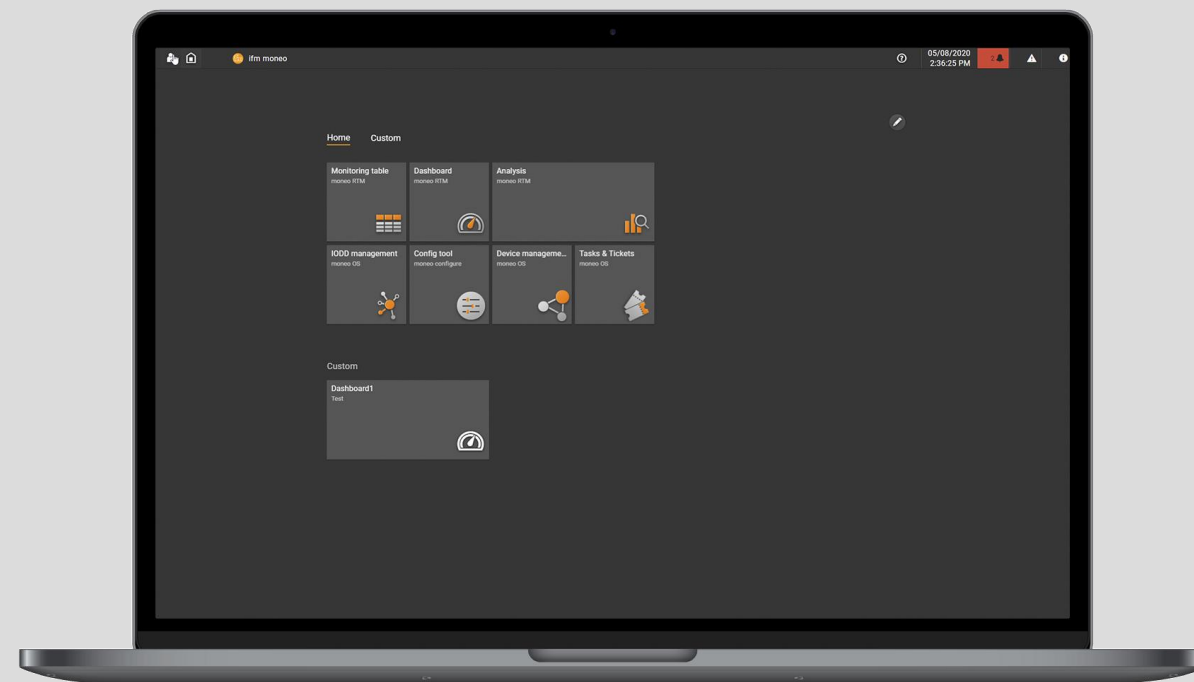 ifm moneo
05/08/2020
2:36:25 PM
2
Home Custom
Monitoring table
moneo RTM
Dashboard
moneo RTM
Analysis
moneo RTM
IODD management
moneo OS
Config tool
moneo configure
Device manageme...
moneo OS
Tasks & Tickets
moneo OS
Custom
Dashboard1
Test